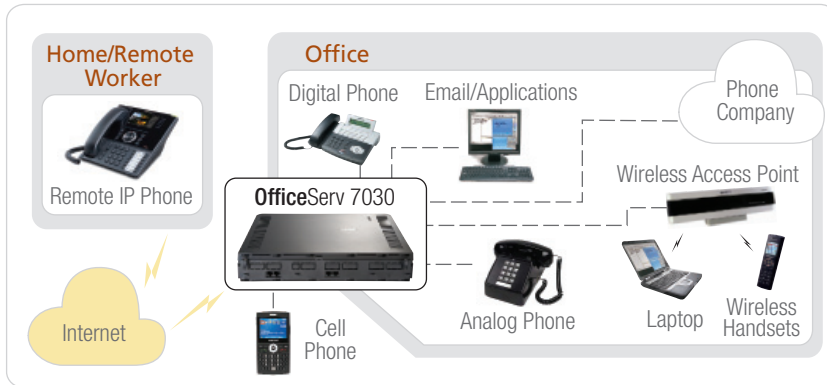 Home/Remote
Worker
Remote IP Phone
Office
Digital Phone
Email/Applications
Phone
Company
Wireless Access Point
OfficeServ 7030
Internet
Cell
Phone
Analog Phone
Laptop
Wireless
Handsets